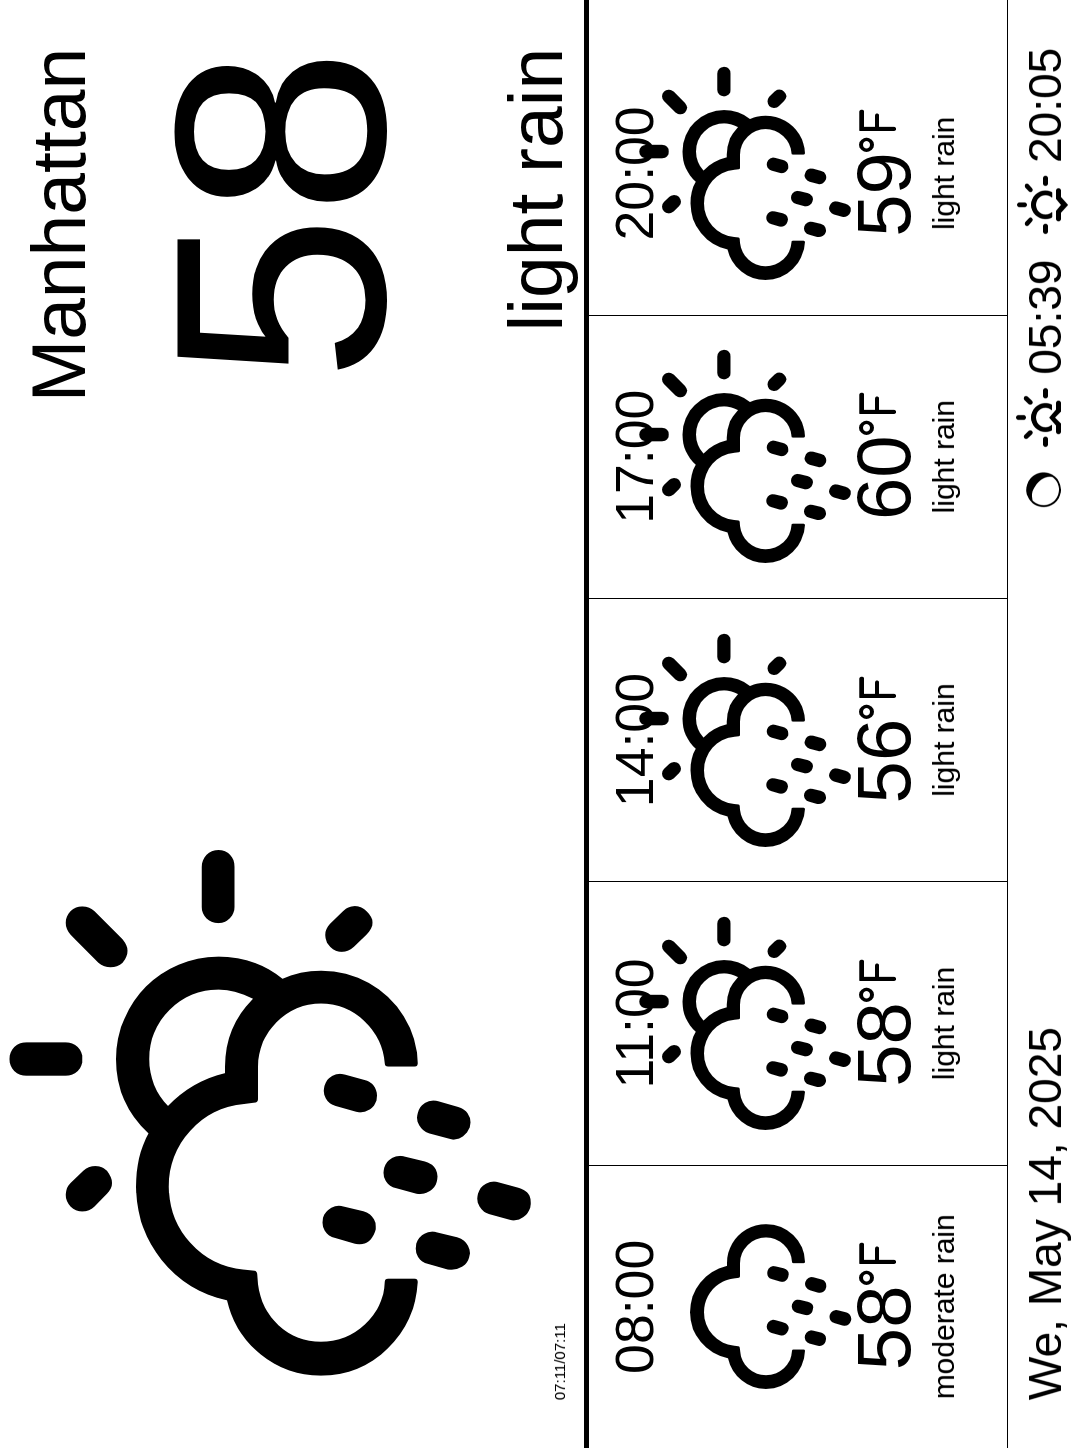 Manhattan
58
light rain
07:11/07:11
08:00 11:00 14:00 17:00 20:00
58°F 58°F 56°F 60°F 59°F
moderate rain light rain light rain light rain light rain
We, May 14, 2025 05:39 20:05